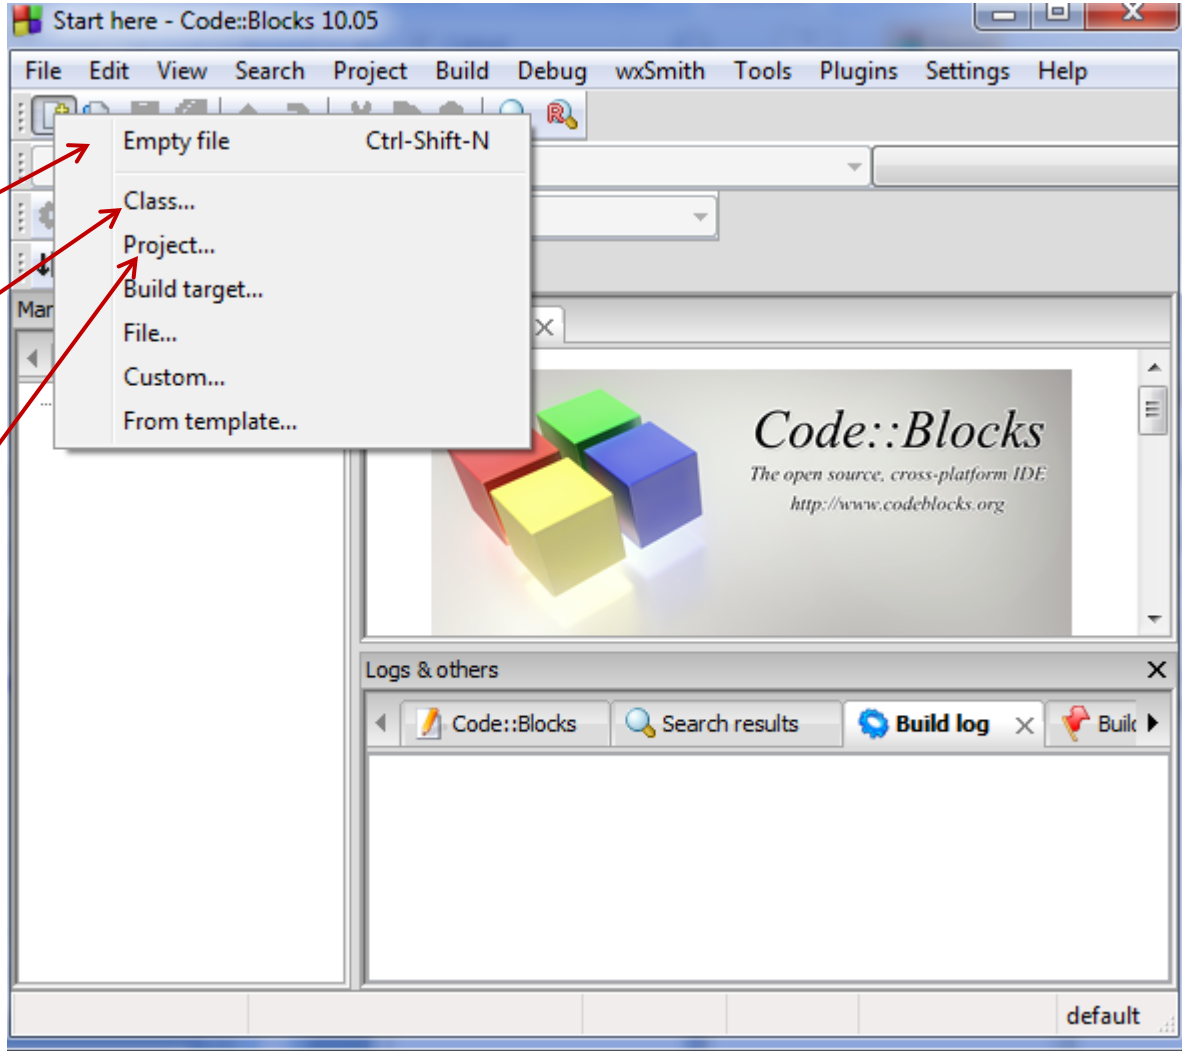 Start here - Code::Blocks 10.05
File Edit View Search Project Build Debug wxSmith Tools Plugins Settings Help
Empty file Ctrl-Shift-N
Class...
Project...
Build target...
File...
Custom...
From template...
Code::Blocks
The open source, cross-platform IDE
http://www.codeblocks.org
Logs & others
Code::Blocks Search results Build log
default